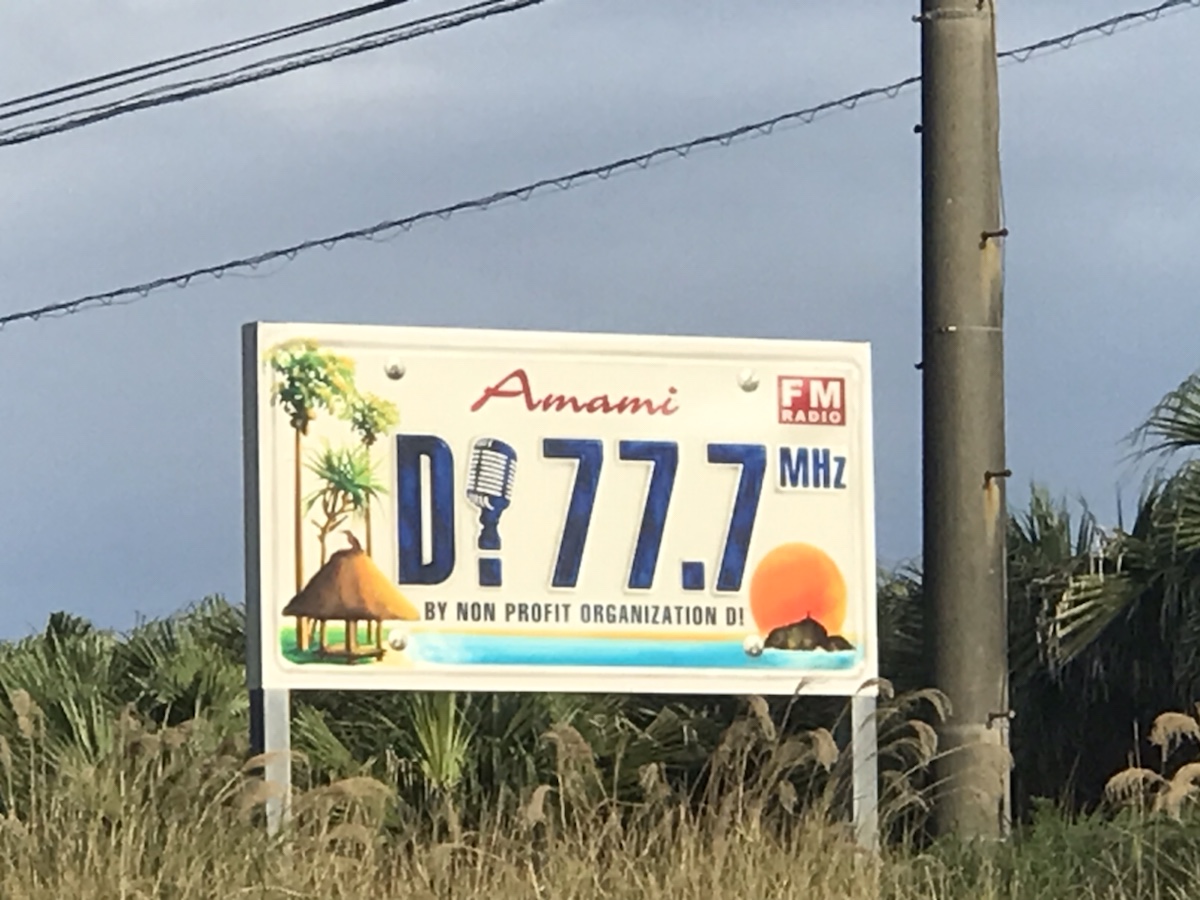 Amami
FM
RADIO
D! 77.7 MHz
BY NON PROFIT ORGANIZATION D!